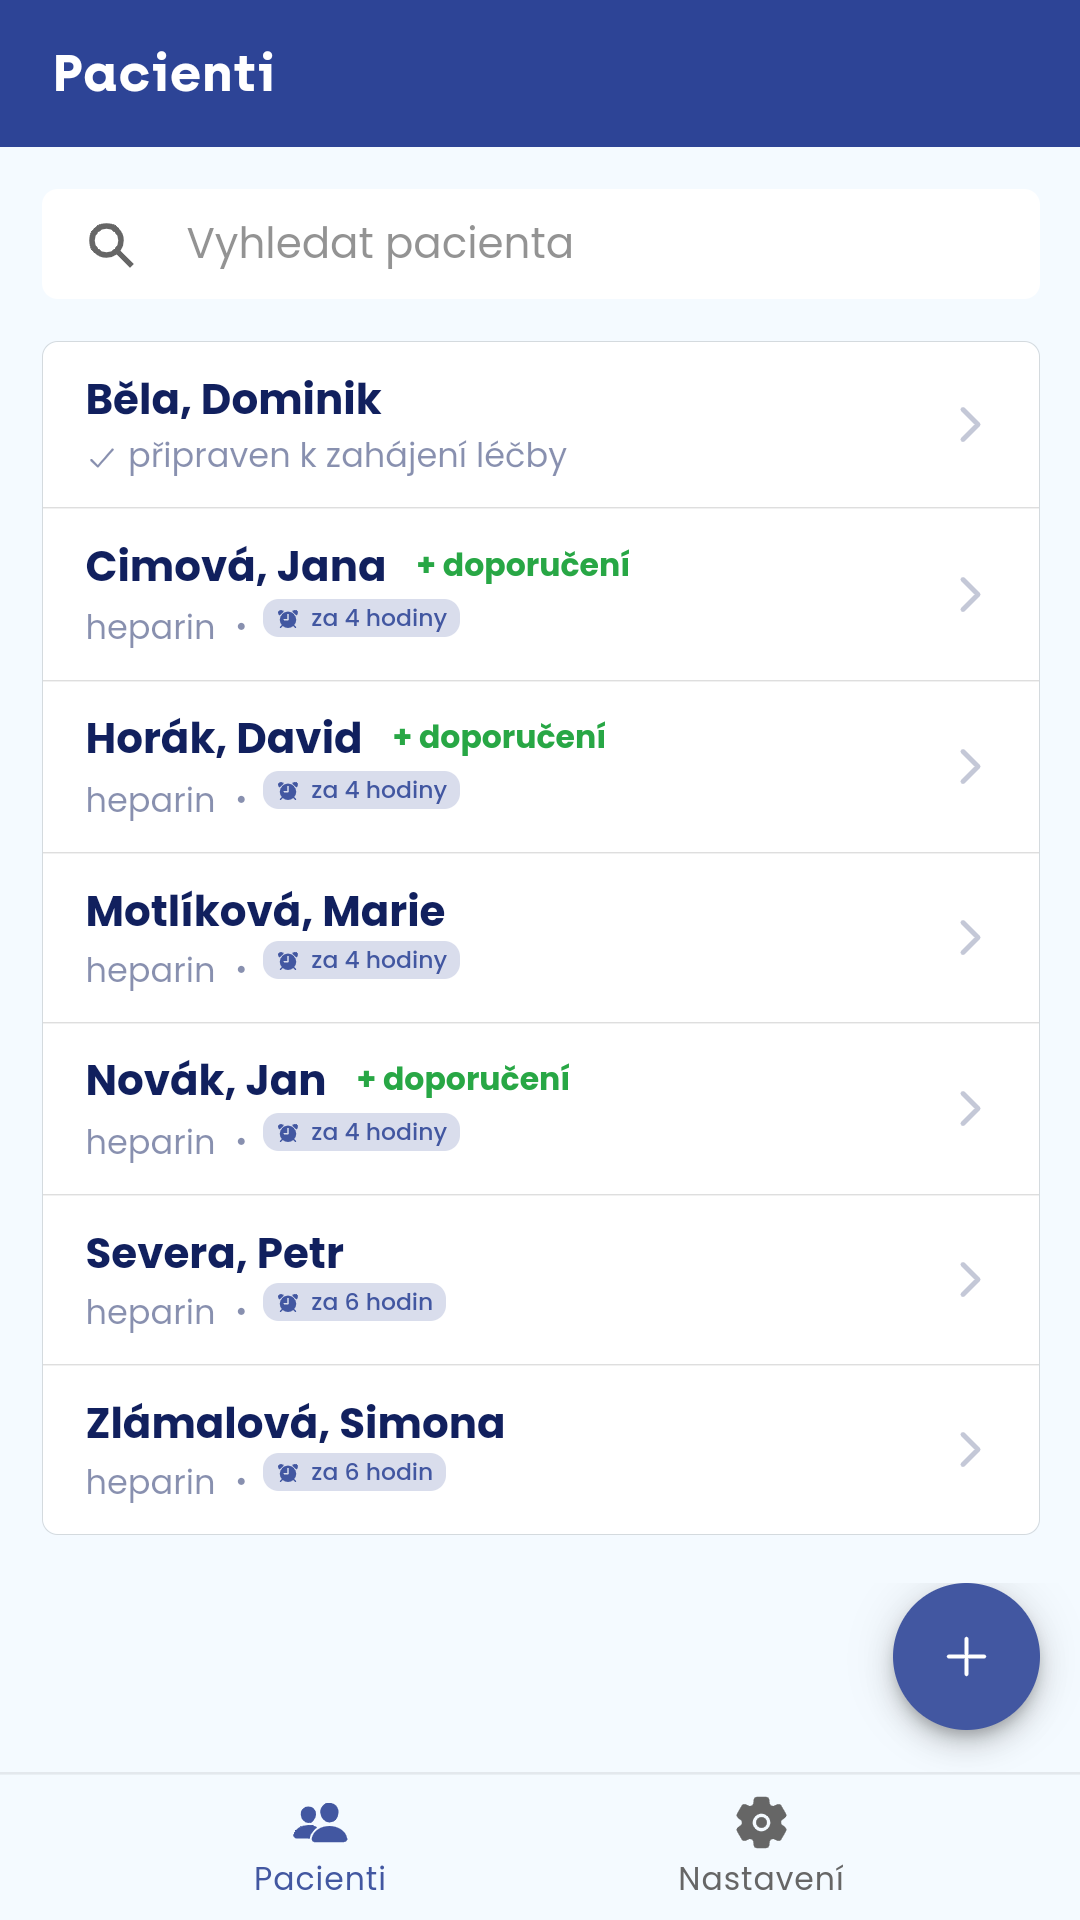 Pacienti
Vyhledat pacienta
Běla, Dominik
připraven k zahájení léčby
Cimová, Jana + doporučení
heparin • za 4 hodiny
Horák, David + doporučení
heparin • za 4 hodiny
Motlíková, Marie
heparin • za 4 hodiny
Novák, Jan + doporučení
heparin • za 4 hodiny
Severa, Petr
heparin • za 6 hodin
Zlámalová, Simona
heparin • za 6 hodin
Pacienti Nastavení